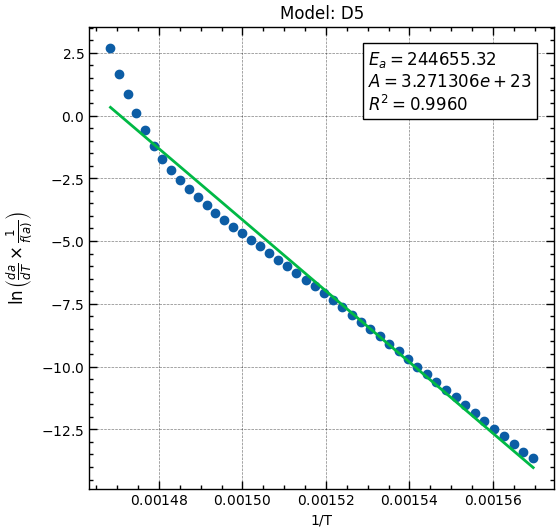 Model: D5
E_a = 244655.32
A = 3.271306e + 23
R^2 = 0.9960
2.5
0.0
−2.5
−5.0
−7.5
−10.0
−12.5
ln (da/dT × 1/f(a))
0.00148 0.00150 0.00152 0.00154 0.00156
1/T